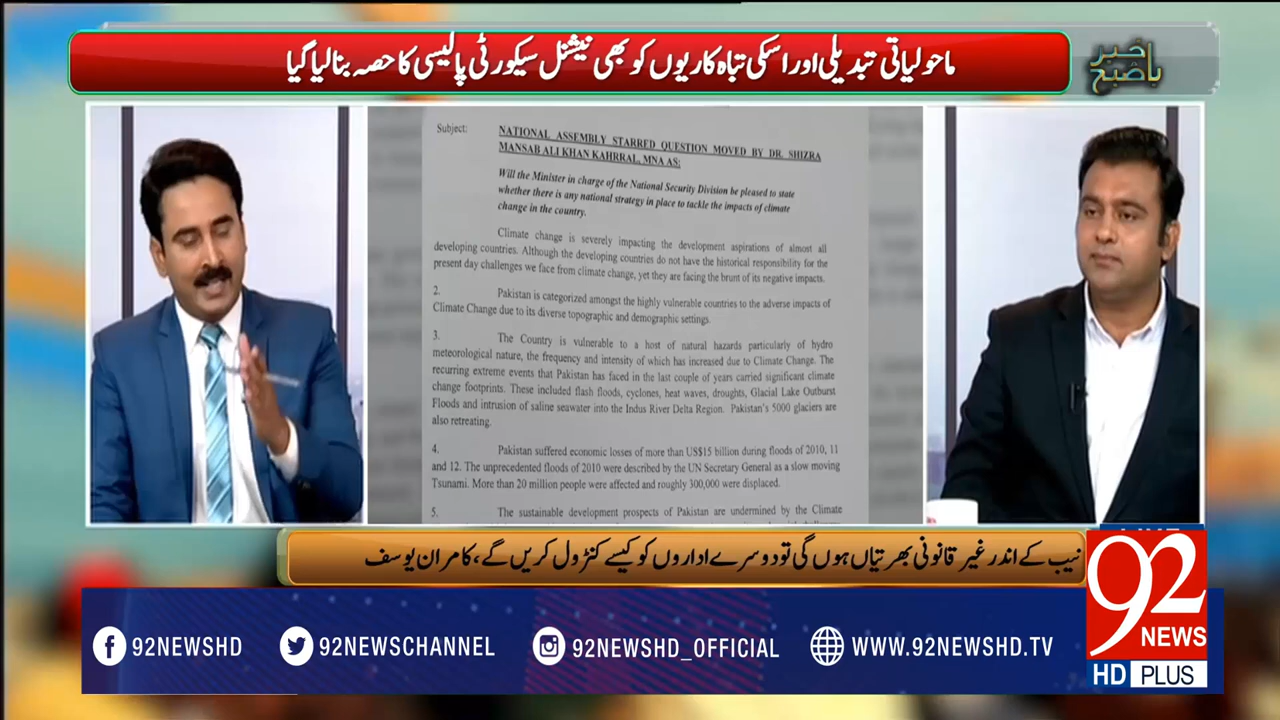 ماحولیاتی تبدیلی اور اسکی تباہ کاریوں کو بھی نیشنل سیکورٹی پالیسی کا حصہ بنا لیا گیا
باخبر
صبح
Subject:
NATIONAL ASSEMBLY STARRED QUESTION MOVED BY DR. SHIZRA
MANSAB ALI KHAN KAHRRAL, MNA AS:
Will the Minister in charge of the National Security Division be pleased to state
whether there is any national strategy in place to tackle the impacts of climate
change in the country.
Climate change is severely impacting the development aspirations of almost all
developing countries. Although the developing countries do not have the historical responsibility for the
present day challenges we face from climate change, yet they are facing the brunt of its negative impacts.
2. Pakistan is categorized amongst the highly vulnerable countries to the adverse impacts of
Climate Change due to its diverse topographic and demographic settings.
3. The Country is vulnerable to a host of natural hazards particularly of hydro
meteorological nature, the frequency and intensity of which has increased due to Climate Change. The
recurring extreme events that Pakistan has faced in the last couple of years carried significant climate
change footprints. These included flash floods, cyclones, heat waves, droughts, Glacial Lake Outburst
Floods and intrusion of saline seawater into the Indus River Delta Region. Pakistan's 5000 glaciers are
also retreating.
4. Pakistan suffered economic losses of more than US$15 billion during floods of 2010, 11
and 12. The unprecedented floods of 2010 were described by the UN Secretary General as a slow moving
Tsunami. More than 20 million people were affected and roughly 300,000 were displaced.
5. The sustainable development prospects of Pakistan are undermined by the Climate
نیب کے اندر غیر قانونی بھرتیاں ہوں گی تو دوسرے اداروں کو کیسے کنٹرول کریں گے، کامران یوسف
92
NEWS
HD PLUS
92NEWSHD
92NEWSCHANNEL
92NEWSHD_OFFICIAL
WWW.92NEWSHD.TV